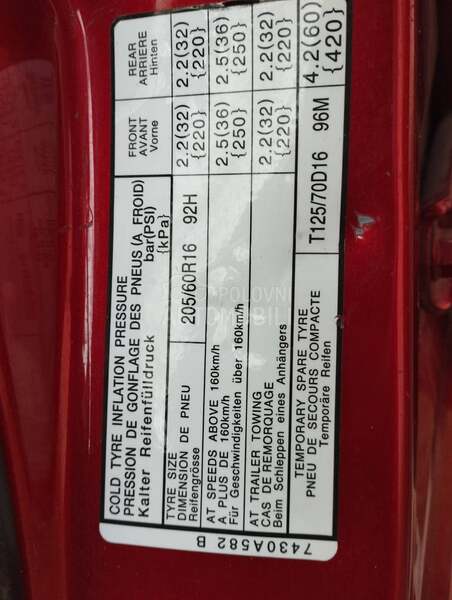 COLD TYRE INFLATION PRESSURE
PRESSION DE GONFLAGE DES PNEUS(A FROID)
Kalter Reifenfülldruck bar(PSI)
{kPa}
FRONT
AVANT
Vorne
REAR
ARRIERE
Hinten
TYRE SIZE
DIMENSION DE PNEU
Reifengrösse
205/60R16 92H
2.2(32)
{220}
2.2(32)
{220}
AT SPEEDS ABOVE 160km/h
A PLUS DE 160km/h
Für Geschwindigkeiten über 160km/h
2.5(36)
{250}
2.5(36)
{250}
AT TRAILER TOWING
CAS DE REMORQUAGE
Beim Schleppen eines Anhängers
2.2(32)
{220}
2.2(32)
{220}
TEMPORARY SPARE TYRE
PNEU DE SECOURS COMPACTE
Temporäre Reifen
T125/70D16 96M
4.2(60)
{420}
7430A582 B
POLOVNI
AUTOMOBILI